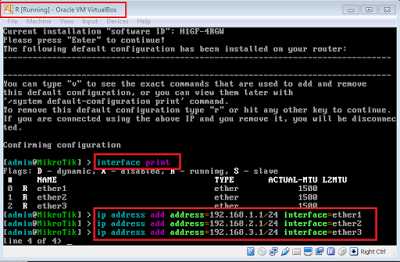 R [Running] - Oracle VM VirtualBox
File Machine View Input Devices Help
Current installation "software ID": H1GF-4RGW
Please press "Enter" to continue!
The following default configuration has been installed on your router:
--------------------------------------------------------------------------------
--------------------------------------------------------------------------------
You can type "v" to see the exact commands that are used to add and remove
this default configuration, or you can view them later with
'/system default-configuration print' command.
To remove this default configuration type "r" or hit any other key to continue.
If you are connected using the above IP and you remove it, you will be disconnec
ted.
Confirming configuration
[admin@MikroTik] > interface print
Flags: D - dynamic, X - disabled, R - running, S - slave
# NAME TYPE ACTUAL-MTU L2MTU
0 R ether1 ether 1500
1 R ether2 ether 1500
2 R ether3 ether 1500
[admin@MikroTik] > ip address add address=192.168.1.1/24 interface=ether1
[admin@MikroTik] > ip address add address=192.168.2.1/24 interface=ether2
[admin@MikroTik] > ip address add address=192.168.3.1/24 interface=ether3
line 4 of 4> _
Right Ctrl